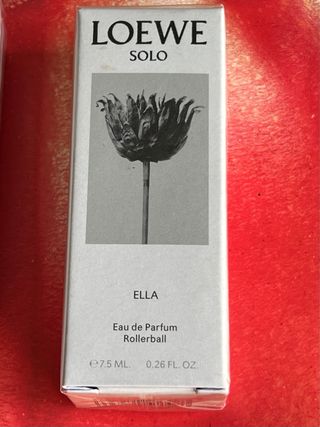 LOEWE
SOLO
ELLA
Eau de Parfum
Rollerball
℮7.5 ML. 0.26 FL. OZ.